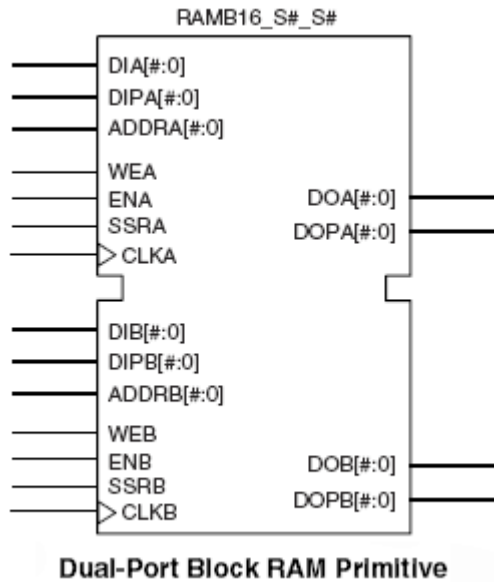 RAMB16_S#_S#
DIA[#:0]
DIPA[#:0]
ADDRA[#:0]
WEA
ENA
SSRA
CLKA
DOA[#:0]
DOPA[#:0]
DIB[#:0]
DIPB[#:0]
ADDRB[#:0]
WEB
ENB
SSRB
CLKB
DOB[#:0]
DOPB[#:0]
Dual-Port Block RAM Primitive